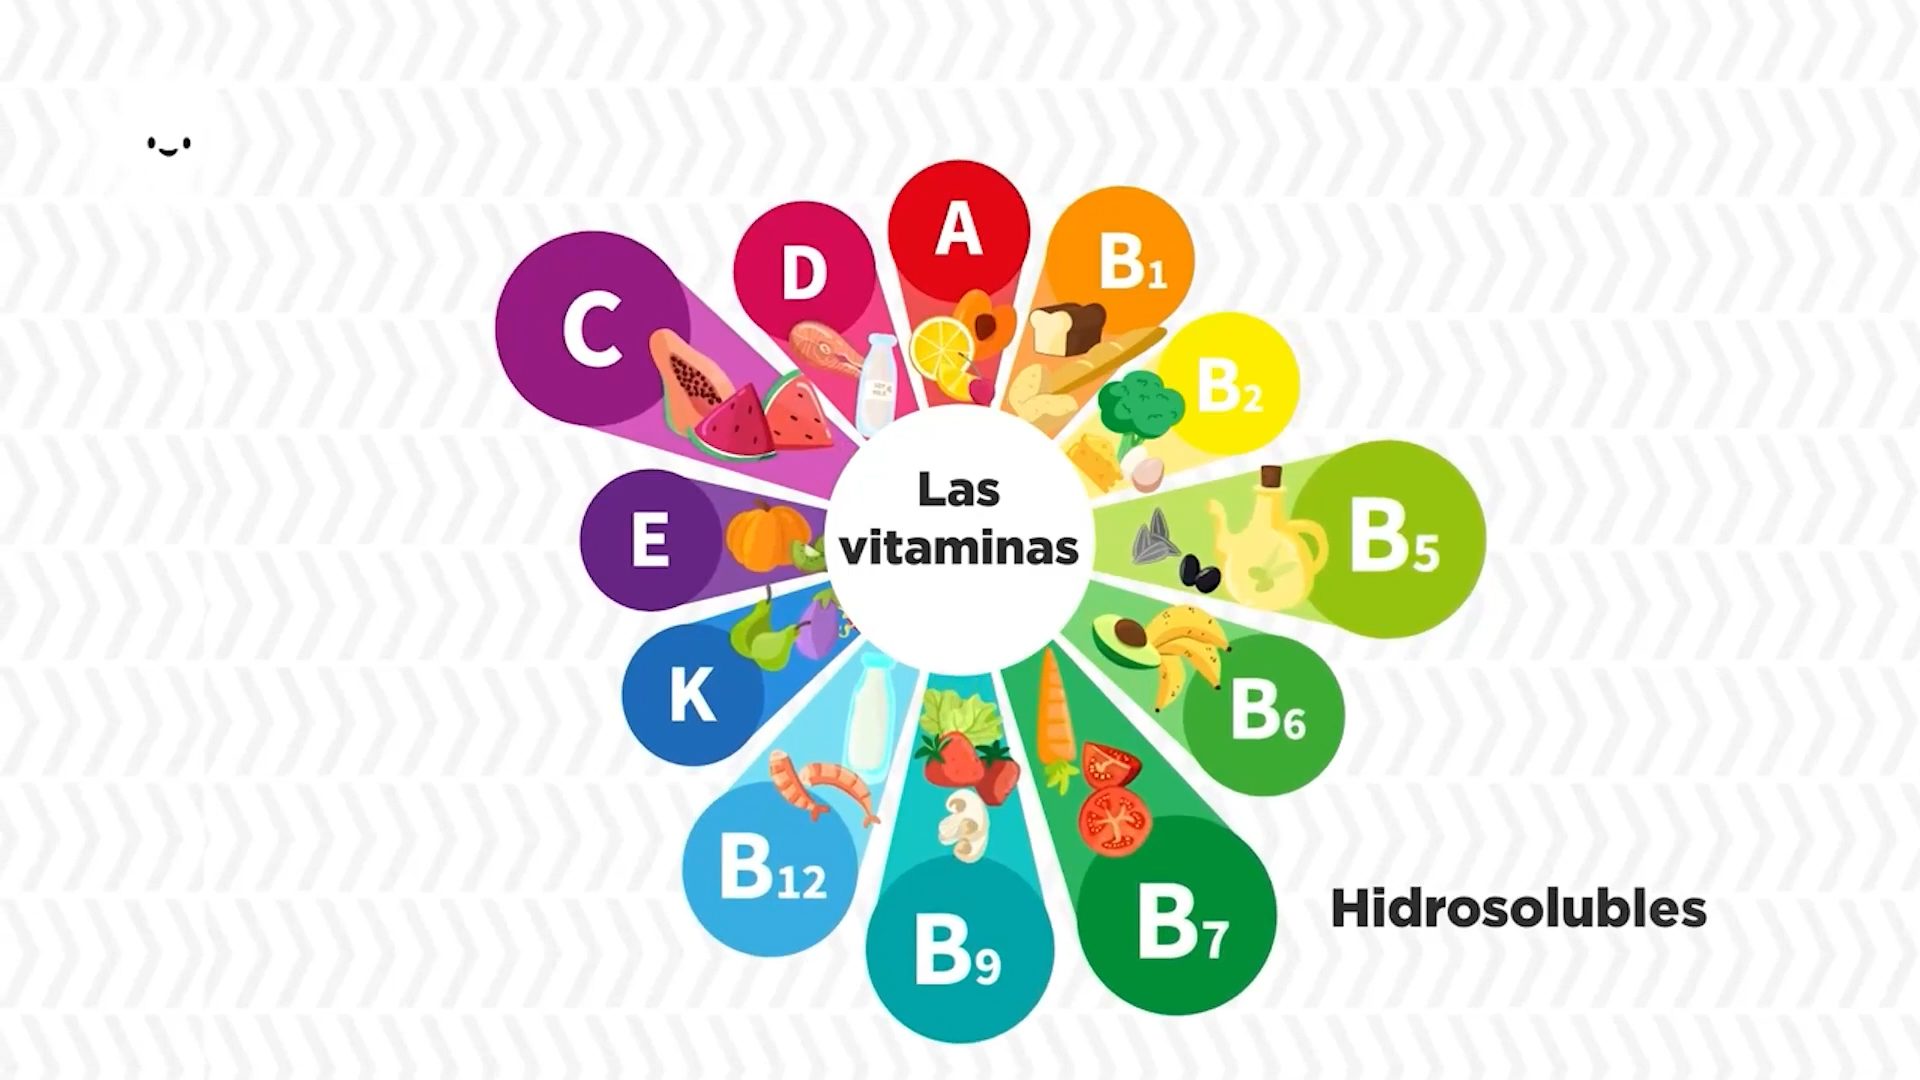 A
B1
D
C
B2
Las
vitaminas
E
B5
K
B6
B12
B9
B7
Hidrosolubles